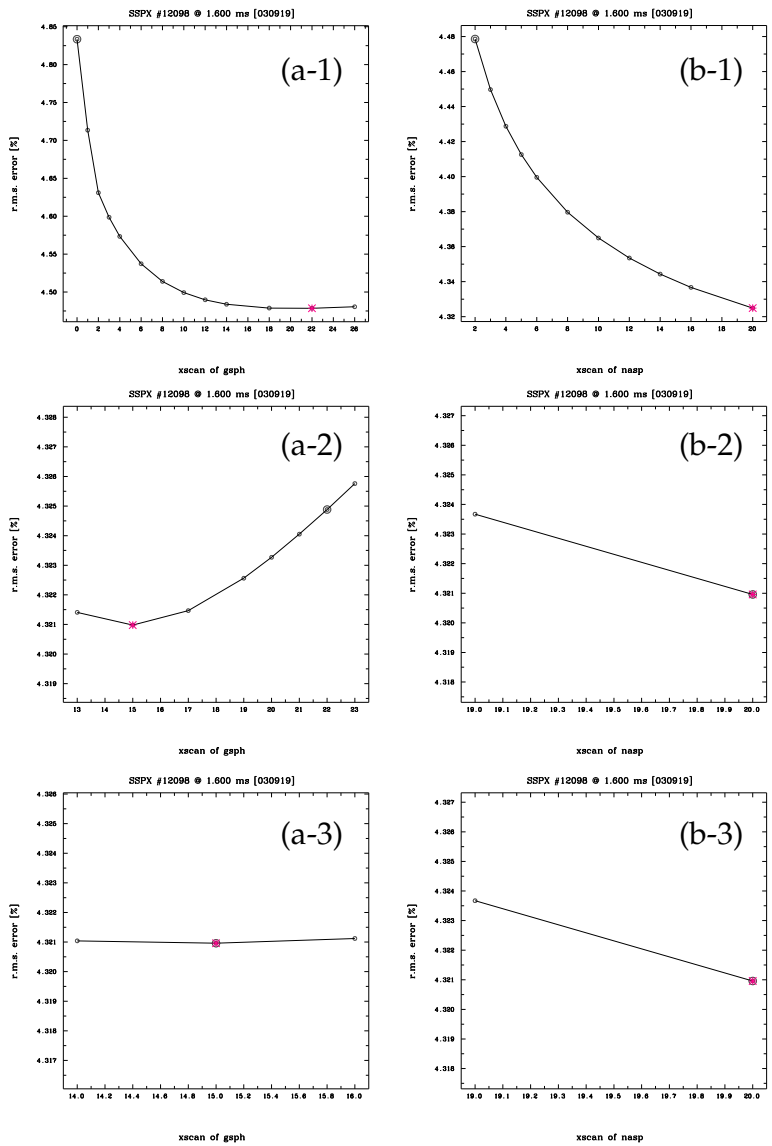 SSPX #12098 @ 1.600 ms [030919]
(a-1)
r.m.s. error [%]
4.85
4.80
4.75
4.70
4.65
4.60
4.55
4.50
0 2 4 6 8 10 12 14 16 18 20 22 24 26
xscan of gsph
SSPX #12098 @ 1.600 ms [030919]
(b-1)
r.m.s. error [%]
4.48
4.46
4.44
4.42
4.40
4.38
4.36
4.34
4.32
2 4 6 8 10 12 14 16 18 20
xscan of nasp
SSPX #12098 @ 1.600 ms [030919]
(a-2)
r.m.s. error [%]
4.328
4.327
4.326
4.325
4.324
4.323
4.322
4.321
4.320
4.319
13 14 15 16 17 18 19 20 21 22 23
xscan of gsph
SSPX #12098 @ 1.600 ms [030919]
(b-2)
r.m.s. error [%]
4.327
4.326
4.325
4.324
4.323
4.322
4.321
4.320
4.319
4.318
19.0 19.1 19.2 19.3 19.4 19.5 19.6 19.7 19.8 19.9 20.0
xscan of nasp
SSPX #12098 @ 1.600 ms [030919]
(a-3)
r.m.s. error [%]
4.326
4.325
4.324
4.323
4.322
4.321
4.320
4.319
4.318
4.317
14.0 14.2 14.4 14.6 14.8 15.0 15.2 15.4 15.6 15.8 16.0
xscan of gsph
SSPX #12098 @ 1.600 ms [030919]
(b-3)
r.m.s. error [%]
4.327
4.326
4.325
4.324
4.323
4.322
4.321
4.320
4.319
4.318
19.0 19.1 19.2 19.3 19.4 19.5 19.6 19.7 19.8 19.9 20.0
xscan of nasp